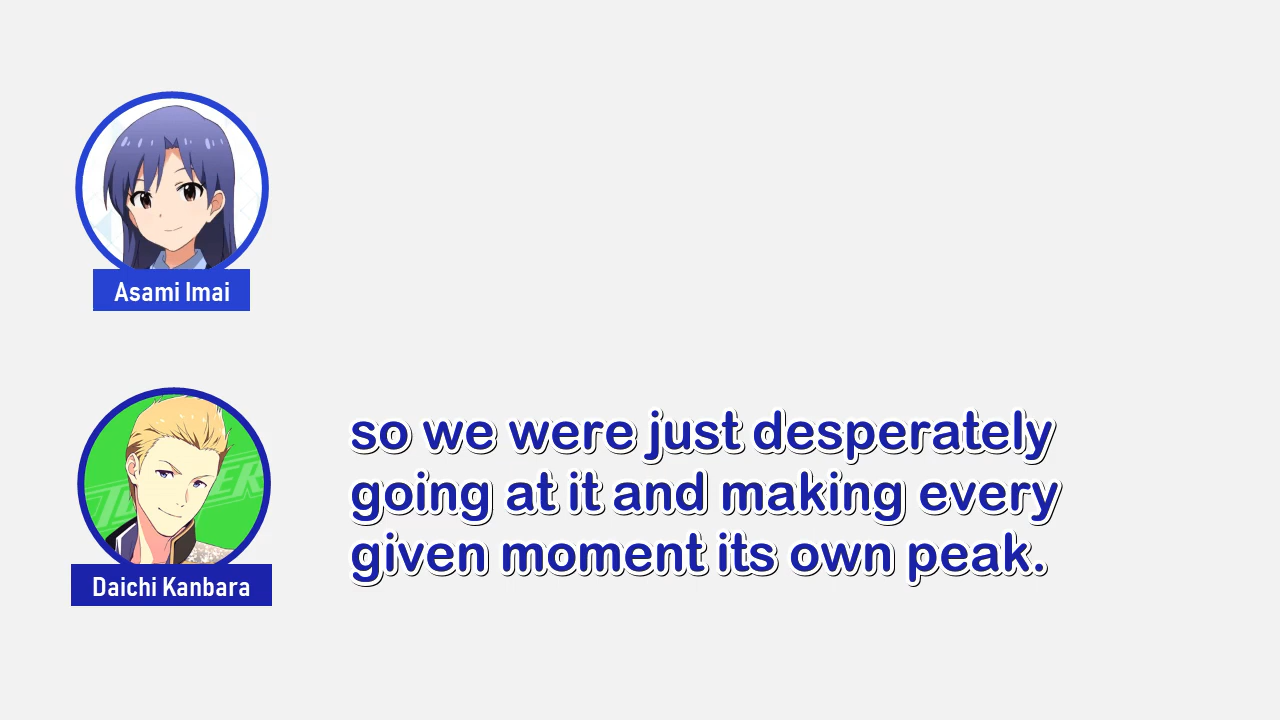 Asami Imai
so we were just desperately
going at it and making every
given moment its own peak.
Daichi Kanbara